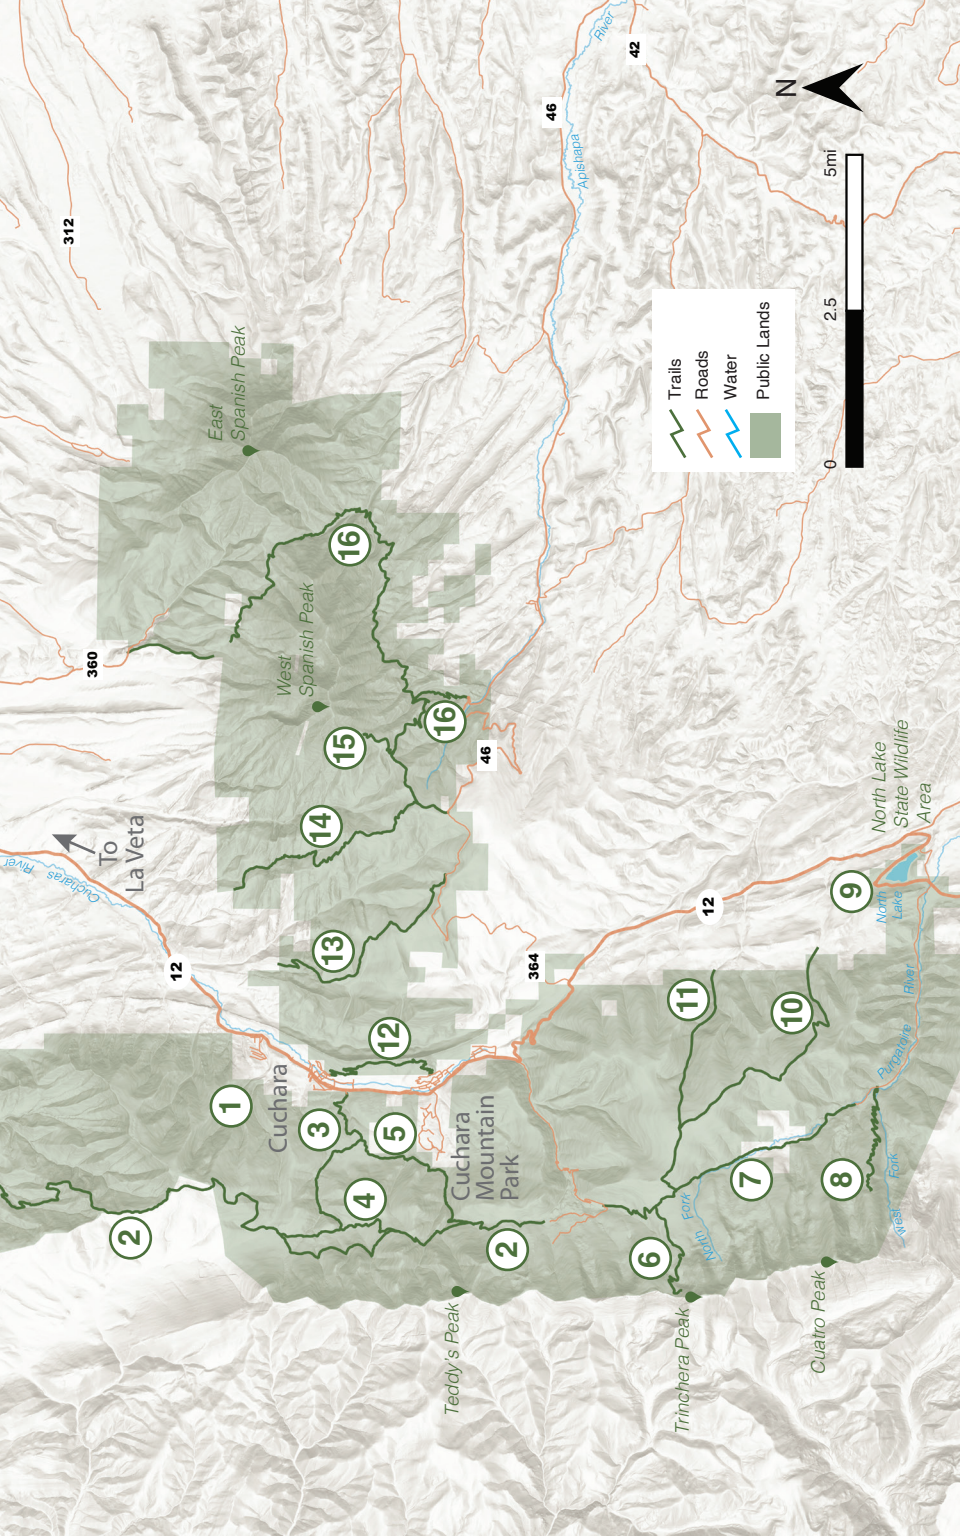 312
360
46
42
River
Apishapa
N
East
Spanish Peak
West
Spanish Peak
16
15
16
14
46
13
To
La Veta
Cucharas
River
12
12
1
Cuchara
3
5
4
2
2
Cuchara
Mountain
Park
364
12
11
10
9
North Lake
State Wildlife
Area
North
Lake
Purgatoire
River
7
8
6
North
Fork
West
Fork
Teddy's Peak
Trinchera Peak
Cuatro Peak
Trails
Roads
Water
Public Lands
0
2.5
5mi